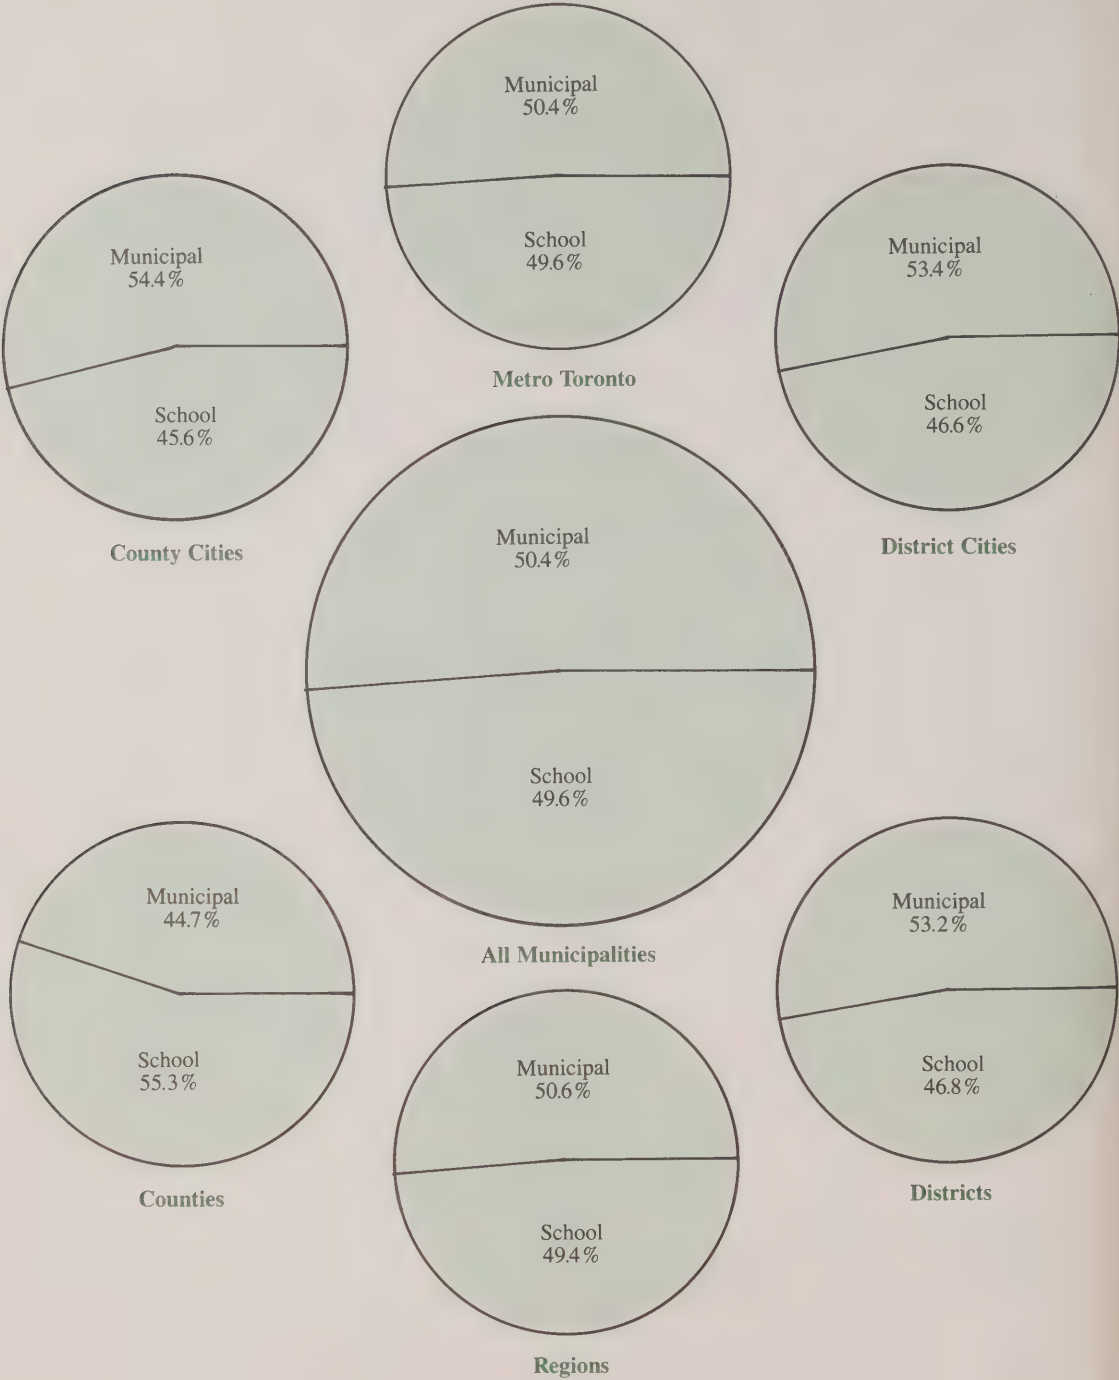 Municipal
50.4%
School
49.6%
Metro Toronto
Municipal
54.4%
School
45.6%
County Cities
Municipal
53.4%
School
46.6%
District Cities
Municipal
50.4%
School
49.6%
All Municipalities
Municipal
44.7%
School
55.3%
Counties
Municipal
53.2%
School
46.8%
Districts
Municipal
50.6%
School
49.4%
Regions